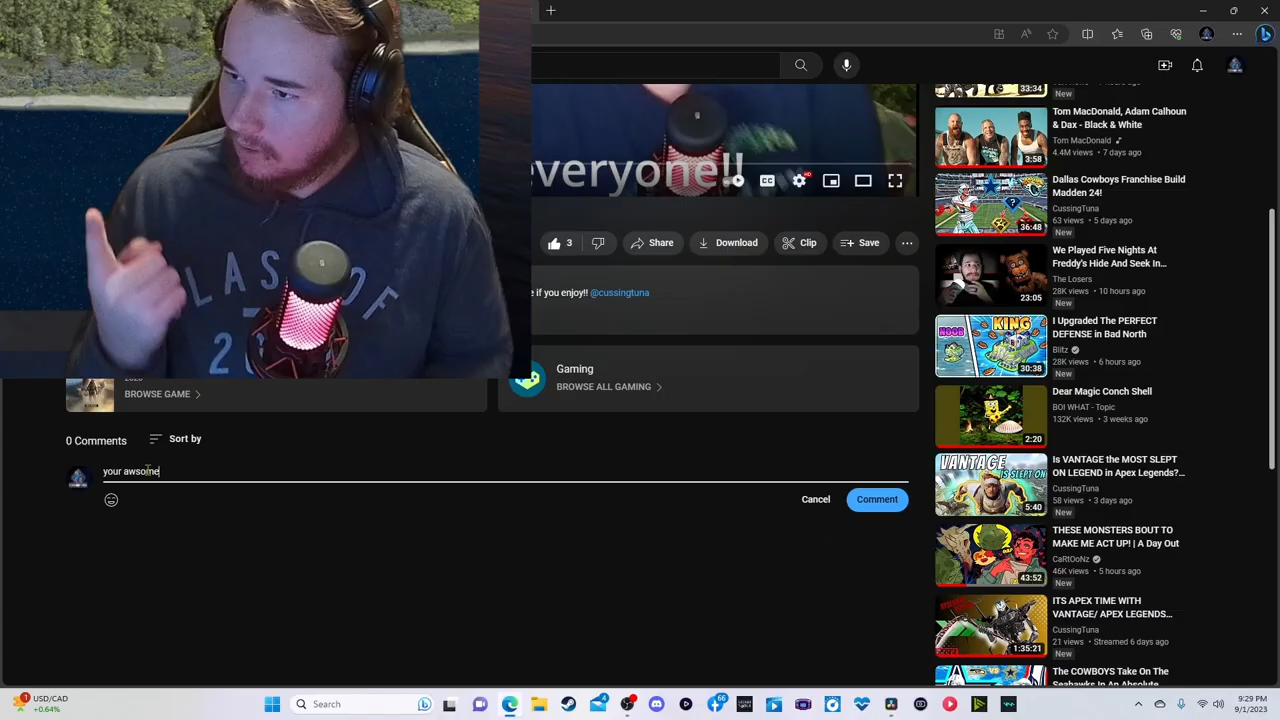 33:34
New
Tom MacDonald, Adam Calhoun
& Dax - Black & White
Tom MacDonald
4.4M views • 7 days ago
3:58
New
Dallas Cowboys Franchise Build
Madden 24!
CussingTuna
63 views • 5 days ago
36:48
New
We Played Five Nights At
Freddy's Hide And Seek In...
The Losers
28K views • 10 hours ago
23:05
New
NOOB
KING
I Upgraded The PERFECT
DEFENSE in Bad North
Blitz
28K views • 6 hours ago
30:38
New
Dear Magic Conch Shell
BOI WHAT - Topic
132K views • 3 weeks ago
2:20
VANTAGE
IS SLEPT ON
Is VANTAGE the MOST SLEPT
ON LEGEND in Apex Legends?...
CussingTuna
58 views • 3 days ago
5:40
New
THESE MONSTERS BOUT TO
MAKE ME ACT UP! | A Day Out
CaRtOoNz
46K views • 5 hours ago
43:52
New
ITS APEX TIME WITH
VANTAGE/ APEX LEGENDS...
CussingTuna
21 views • Streamed 6 days ago
1:35:21
New
The COWBOYS Take On The
Seahawks In An Absolute
everyone!!
CC
HD
3
Share
Download
Clip
Save
e if you enjoy!! @cussingtuna
BROWSE GAME
Gaming
BROWSE ALL GAMING
0 Comments
Sort by
your awsome
Cancel
Comment
USD/CAD
+0.64%
1
Search
4
66
9:29 PM
9/1/2023